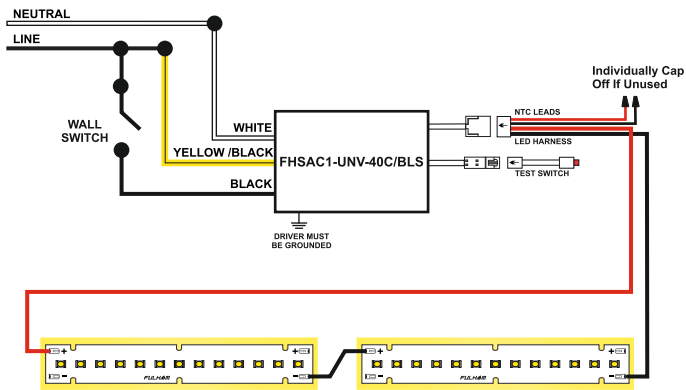 NEUTRAL
LINE
WALL
SWITCH
WHITE
YELLOW /BLACK
BLACK
FHSAC1-UNV-40C/BLS
DRIVER MUST
BE GROUNDED
Individually Cap
Off If Unused
NTC LEADS
LED HARNESS
TEST SWITCH
+ +
- -
FULHAM
+ +
- -
FULHAM